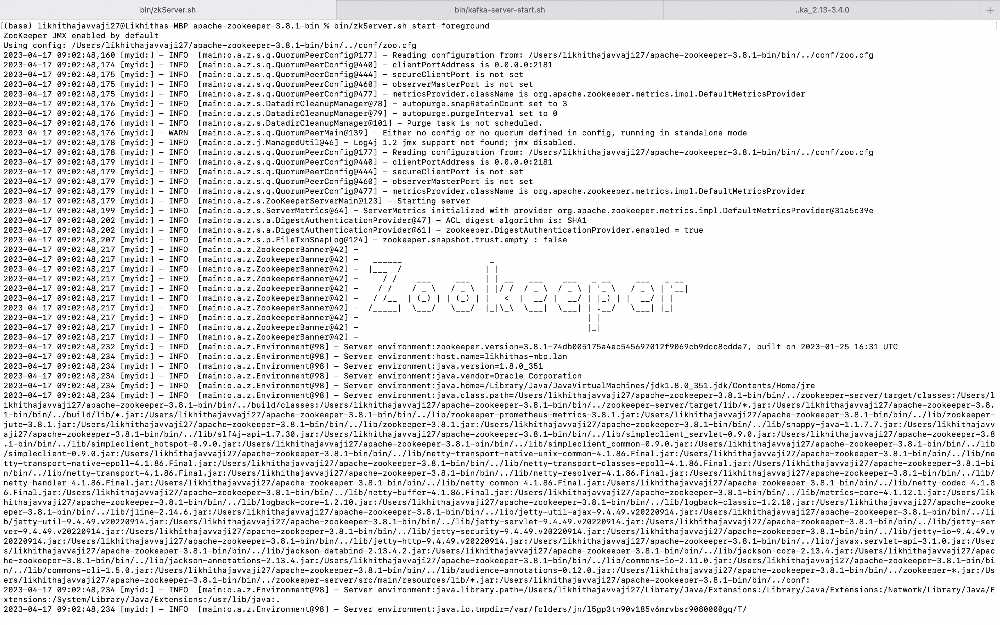 bin/zkServer.sh bin/kafka-server-start.sh ..ka_2.13-3.4.0 +
[(base) likhithajavvaji27@Likhithas-MBP apache-zookeeper-3.8.1-bin % bin/zkServer.sh start-foreground ]
ZooKeeper JMX enabled by default
Using config: /Users/likhithajavvaji27/apache-zookeeper-3.8.1-bin/bin/../conf/zoo.cfg
2023-04-17 09:02:48,160 [myid:] - INFO  [main:o.a.z.s.q.QuorumPeerConfig@177] - Reading configuration from: /Users/likhithajavvaji27/apache-zookeeper-3.8.1-bin/bin/../conf/zoo.cfg
2023-04-17 09:02:48,174 [myid:] - INFO  [main:o.a.z.s.q.QuorumPeerConfig@440] - clientPortAddress is 0.0.0.0:2181
2023-04-17 09:02:48,175 [myid:] - INFO  [main:o.a.z.s.q.QuorumPeerConfig@444] - secureClientPort is not set
2023-04-17 09:02:48,175 [myid:] - INFO  [main:o.a.z.s.q.QuorumPeerConfig@460] - observerMasterPort is not set
2023-04-17 09:02:48,175 [myid:] - INFO  [main:o.a.z.s.q.QuorumPeerConfig@477] - metricsProvider.className is org.apache.zookeeper.metrics.impl.DefaultMetricsProvider
2023-04-17 09:02:48,176 [myid:] - INFO  [main:o.a.z.s.DatadirCleanupManager@78] - autopurge.snapRetainCount set to 3
2023-04-17 09:02:48,176 [myid:] - INFO  [main:o.a.z.s.DatadirCleanupManager@79] - autopurge.purgeInterval set to 0
2023-04-17 09:02:48,176 [myid:] - INFO  [main:o.a.z.s.DatadirCleanupManager@101] - Purge task is not scheduled.
2023-04-17 09:02:48,176 [myid:] - WARN  [main:o.a.z.s.q.QuorumPeerMain@139] - Either no config or no quorum defined in config, running in standalone mode
2023-04-17 09:02:48,178 [myid:] - INFO  [main:o.a.z.j.ManagedUtil@46] - Log4j 1.2 jmx support not found; jmx disabled.
2023-04-17 09:02:48,178 [myid:] - INFO  [main:o.a.z.s.q.QuorumPeerConfig@177] - Reading configuration from: /Users/likhithajavvaji27/apache-zookeeper-3.8.1-bin/bin/../conf/zoo.cfg
2023-04-17 09:02:48,179 [myid:] - INFO  [main:o.a.z.s.q.QuorumPeerConfig@440] - clientPortAddress is 0.0.0.0:2181
2023-04-17 09:02:48,179 [myid:] - INFO  [main:o.a.z.s.q.QuorumPeerConfig@444] - secureClientPort is not set
2023-04-17 09:02:48,179 [myid:] - INFO  [main:o.a.z.s.q.QuorumPeerConfig@460] - observerMasterPort is not set
2023-04-17 09:02:48,179 [myid:] - INFO  [main:o.a.z.s.q.QuorumPeerConfig@477] - metricsProvider.className is org.apache.zookeeper.metrics.impl.DefaultMetricsProvider
2023-04-17 09:02:48,179 [myid:] - INFO  [main:o.a.z.s.ZooKeeperServerMain@123] - Starting server
2023-04-17 09:02:48,199 [myid:] - INFO  [main:o.a.z.s.ServerMetrics@64] - ServerMetrics initialized with provider org.apache.zookeeper.metrics.impl.DefaultMetricsProvider@31a5c39e
2023-04-17 09:02:48,202 [myid:] - INFO  [main:o.a.z.s.a.DigestAuthenticationProvider@47] - ACL digest algorithm is: SHA1
2023-04-17 09:02:48,202 [myid:] - INFO  [main:o.a.z.s.a.DigestAuthenticationProvider@61] - zookeeper.DigestAuthenticationProvider.enabled = true
2023-04-17 09:02:48,207 [myid:] - INFO  [main:o.a.z.s.p.FileTxnSnapLog@124] - zookeeper.snapshot.trust.empty : false
2023-04-17 09:02:48,217 [myid:] - INFO  [main:o.a.z.ZookeeperBanner@42] -
2023-04-17 09:02:48,217 [myid:] - INFO  [main:o.a.z.ZookeeperBanner@42] -   ______                  _
2023-04-17 09:02:48,217 [myid:] - INFO  [main:o.a.z.ZookeeperBanner@42] -  |___  /                 | |
2023-04-17 09:02:48,217 [myid:] - INFO  [main:o.a.z.ZookeeperBanner@42] -     / /    ___     ___   | | __   ___    ___   _ __     ___   _ __
2023-04-17 09:02:48,217 [myid:] - INFO  [main:o.a.z.ZookeeperBanner@42] -    / /    / _ \   / _ \  | |/ /  / _ \  / _ \ | '_ \   / _ \ | '__|
2023-04-17 09:02:48,217 [myid:] - INFO  [main:o.a.z.ZookeeperBanner@42] -   / /__  | (_) | | (_) | |   <  |  __/ |  __/ | |_) | |  __/ | |
2023-04-17 09:02:48,217 [myid:] - INFO  [main:o.a.z.ZookeeperBanner@42] -  /_____|  \___/   \___/  |_|\_\  \___|  \___| | .__/   \___| |_|
2023-04-17 09:02:48,217 [myid:] - INFO  [main:o.a.z.ZookeeperBanner@42] -                                               | |
2023-04-17 09:02:48,217 [myid:] - INFO  [main:o.a.z.ZookeeperBanner@42] -                                               |_|
2023-04-17 09:02:48,217 [myid:] - INFO  [main:o.a.z.ZookeeperBanner@42] -
2023-04-17 09:02:48,232 [myid:] - INFO  [main:o.a.z.Environment@98] - Server environment:zookeeper.version=3.8.1-74db005175a4ec545697012f9069cb9dcc8cdda7, built on 2023-01-25 16:31 UTC
2023-04-17 09:02:48,234 [myid:] - INFO  [main:o.a.z.Environment@98] - Server environment:host.name=likhithas-mbp.lan
2023-04-17 09:02:48,234 [myid:] - INFO  [main:o.a.z.Environment@98] - Server environment:java.version=1.8.0_351
2023-04-17 09:02:48,234 [myid:] - INFO  [main:o.a.z.Environment@98] - Server environment:java.vendor=Oracle Corporation
2023-04-17 09:02:48,234 [myid:] - INFO  [main:o.a.z.Environment@98] - Server environment:java.home=/Library/Java/JavaVirtualMachines/jdk1.8.0_351.jdk/Contents/Home/jre
2023-04-17 09:02:48,234 [myid:] - INFO  [main:o.a.z.Environment@98] - Server environment:java.class.path=/Users/likhithajavvaji27/apache-zookeeper-3.8.1-bin/bin/../zookeeper-server/target/classes:/Users/l
ikhithajavvaji27/apache-zookeeper-3.8.1-bin/bin/../build/classes:/Users/likhithajavvaji27/apache-zookeeper-3.8.1-bin/bin/../zookeeper-server/target/lib/*.jar:/Users/likhithajavvaji27/apache-zookeeper-3.8.
1-bin/bin/../build/lib/*.jar:/Users/likhithajavvaji27/apache-zookeeper-3.8.1-bin/bin/../lib/zookeeper-prometheus-metrics-3.8.1.jar:/Users/likhithajavvaji27/apache-zookeeper-3.8.1-bin/bin/../lib/zookeeper-
jute-3.8.1.jar:/Users/likhithajavvaji27/apache-zookeeper-3.8.1-bin/bin/../lib/zookeeper-3.8.1.jar:/Users/likhithajavvaji27/apache-zookeeper-3.8.1-bin/bin/../lib/snappy-java-1.1.7.7.jar:/Users/likhithajavv
aji27/apache-zookeeper-3.8.1-bin/bin/../lib/slf4j-api-1.7.30.jar:/Users/likhithajavvaji27/apache-zookeeper-3.8.1-bin/bin/../lib/simpleclient_servlet-0.9.0.jar:/Users/likhithajavvaji27/apache-zookeeper-3.8
.1-bin/bin/../lib/simpleclient_hotspot-0.9.0.jar:/Users/likhithajavvaji27/apache-zookeeper-3.8.1-bin/bin/../lib/simpleclient_common-0.9.0.jar:/Users/likhithajavvaji27/apache-zookeeper-3.8.1-bin/bin/../lib
/simpleclient-0.9.0.jar:/Users/likhithajavvaji27/apache-zookeeper-3.8.1-bin/bin/../lib/netty-transport-native-unix-common-4.1.86.Final.jar:/Users/likhithajavvaji27/apache-zookeeper-3.8.1-bin/bin/../lib/ne
tty-transport-native-epoll-4.1.86.Final.jar:/Users/likhithajavvaji27/apache-zookeeper-3.8.1-bin/bin/../lib/netty-transport-classes-epoll-4.1.86.Final.jar:/Users/likhithajavvaji27/apache-zookeeper-3.8.1-bi
n/bin/../lib/netty-transport-4.1.86.Final.jar:/Users/likhithajavvaji27/apache-zookeeper-3.8.1-bin/bin/../lib/netty-resolver-4.1.86.Final.jar:/Users/likhithajavvaji27/apache-zookeeper-3.8.1-bin/bin/../lib/
netty-handler-4.1.86.Final.jar:/Users/likhithajavvaji27/apache-zookeeper-3.8.1-bin/bin/../lib/netty-common-4.1.86.Final.jar:/Users/likhithajavvaji27/apache-zookeeper-3.8.1-bin/bin/../lib/netty-codec-4.1.8
6.Final.jar:/Users/likhithajavvaji27/apache-zookeeper-3.8.1-bin/bin/../lib/netty-buffer-4.1.86.Final.jar:/Users/likhithajavvaji27/apache-zookeeper-3.8.1-bin/bin/../lib/metrics-core-4.1.12.1.jar:/Users/lik
hithajavvaji27/apache-zookeeper-3.8.1-bin/bin/../lib/logback-core-1.2.10.jar:/Users/likhithajavvaji27/apache-zookeeper-3.8.1-bin/bin/../lib/logback-classic-1.2.10.jar:/Users/likhithajavvaji27/apache-zooke
eper-3.8.1-bin/bin/../lib/jline-2.14.6.jar:/Users/likhithajavvaji27/apache-zookeeper-3.8.1-bin/bin/../lib/jetty-util-ajax-9.4.49.v20220914.jar:/Users/likhithajavvaji27/apache-zookeeper-3.8.1-bin/bin/../li
b/jetty-util-9.4.49.v20220914.jar:/Users/likhithajavvaji27/apache-zookeeper-3.8.1-bin/bin/../lib/jetty-servlet-9.4.49.v20220914.jar:/Users/likhithajavvaji27/apache-zookeeper-3.8.1-bin/bin/../lib/jetty-ser
ver-9.4.49.v20220914.jar:/Users/likhithajavvaji27/apache-zookeeper-3.8.1-bin/bin/../lib/jetty-security-9.4.49.v20220914.jar:/Users/likhithajavvaji27/apache-zookeeper-3.8.1-bin/bin/../lib/jetty-io-9.4.49.v
20220914.jar:/Users/likhithajavvaji27/apache-zookeeper-3.8.1-bin/bin/../lib/jetty-http-9.4.49.v20220914.jar:/Users/likhithajavvaji27/apache-zookeeper-3.8.1-bin/bin/../lib/javax.servlet-api-3.1.0.jar:/User
s/likhithajavvaji27/apache-zookeeper-3.8.1-bin/bin/../lib/jackson-databind-2.13.4.2.jar:/Users/likhithajavvaji27/apache-zookeeper-3.8.1-bin/bin/../lib/jackson-core-2.13.4.jar:/Users/likhithajavvaji27/apac
he-zookeeper-3.8.1-bin/bin/../lib/jackson-annotations-2.13.4.jar:/Users/likhithajavvaji27/apache-zookeeper-3.8.1-bin/bin/../lib/commons-io-2.11.0.jar:/Users/likhithajavvaji27/apache-zookeeper-3.8.1-bin/bi
n/../lib/commons-cli-1.5.0.jar:/Users/likhithajavvaji27/apache-zookeeper-3.8.1-bin/bin/../lib/audience-annotations-0.12.0.jar:/Users/likhithajavvaji27/apache-zookeeper-3.8.1-bin/bin/../zookeeper-*.jar:/Us
ers/likhithajavvaji27/apache-zookeeper-3.8.1-bin/bin/../zookeeper-server/src/main/resources/lib/*.jar:/Users/likhithajavvaji27/apache-zookeeper-3.8.1-bin/bin/../conf:
2023-04-17 09:02:48,234 [myid:] - INFO  [main:o.a.z.Environment@98] - Server environment:java.library.path=/Users/likhithajavvaji27/Library/Java/Extensions:/Library/Java/Extensions:/Network/Library/Java/E
xtensions:/System/Library/Java/Extensions:/usr/lib/java:.
2023-04-17 09:02:48,234 [myid:] - INFO  [main:o.a.z.Environment@98] - Server environment:java.io.tmpdir=/var/folders/jn/l5gp3tn90v185v6mrvbsr9080000gq/T/